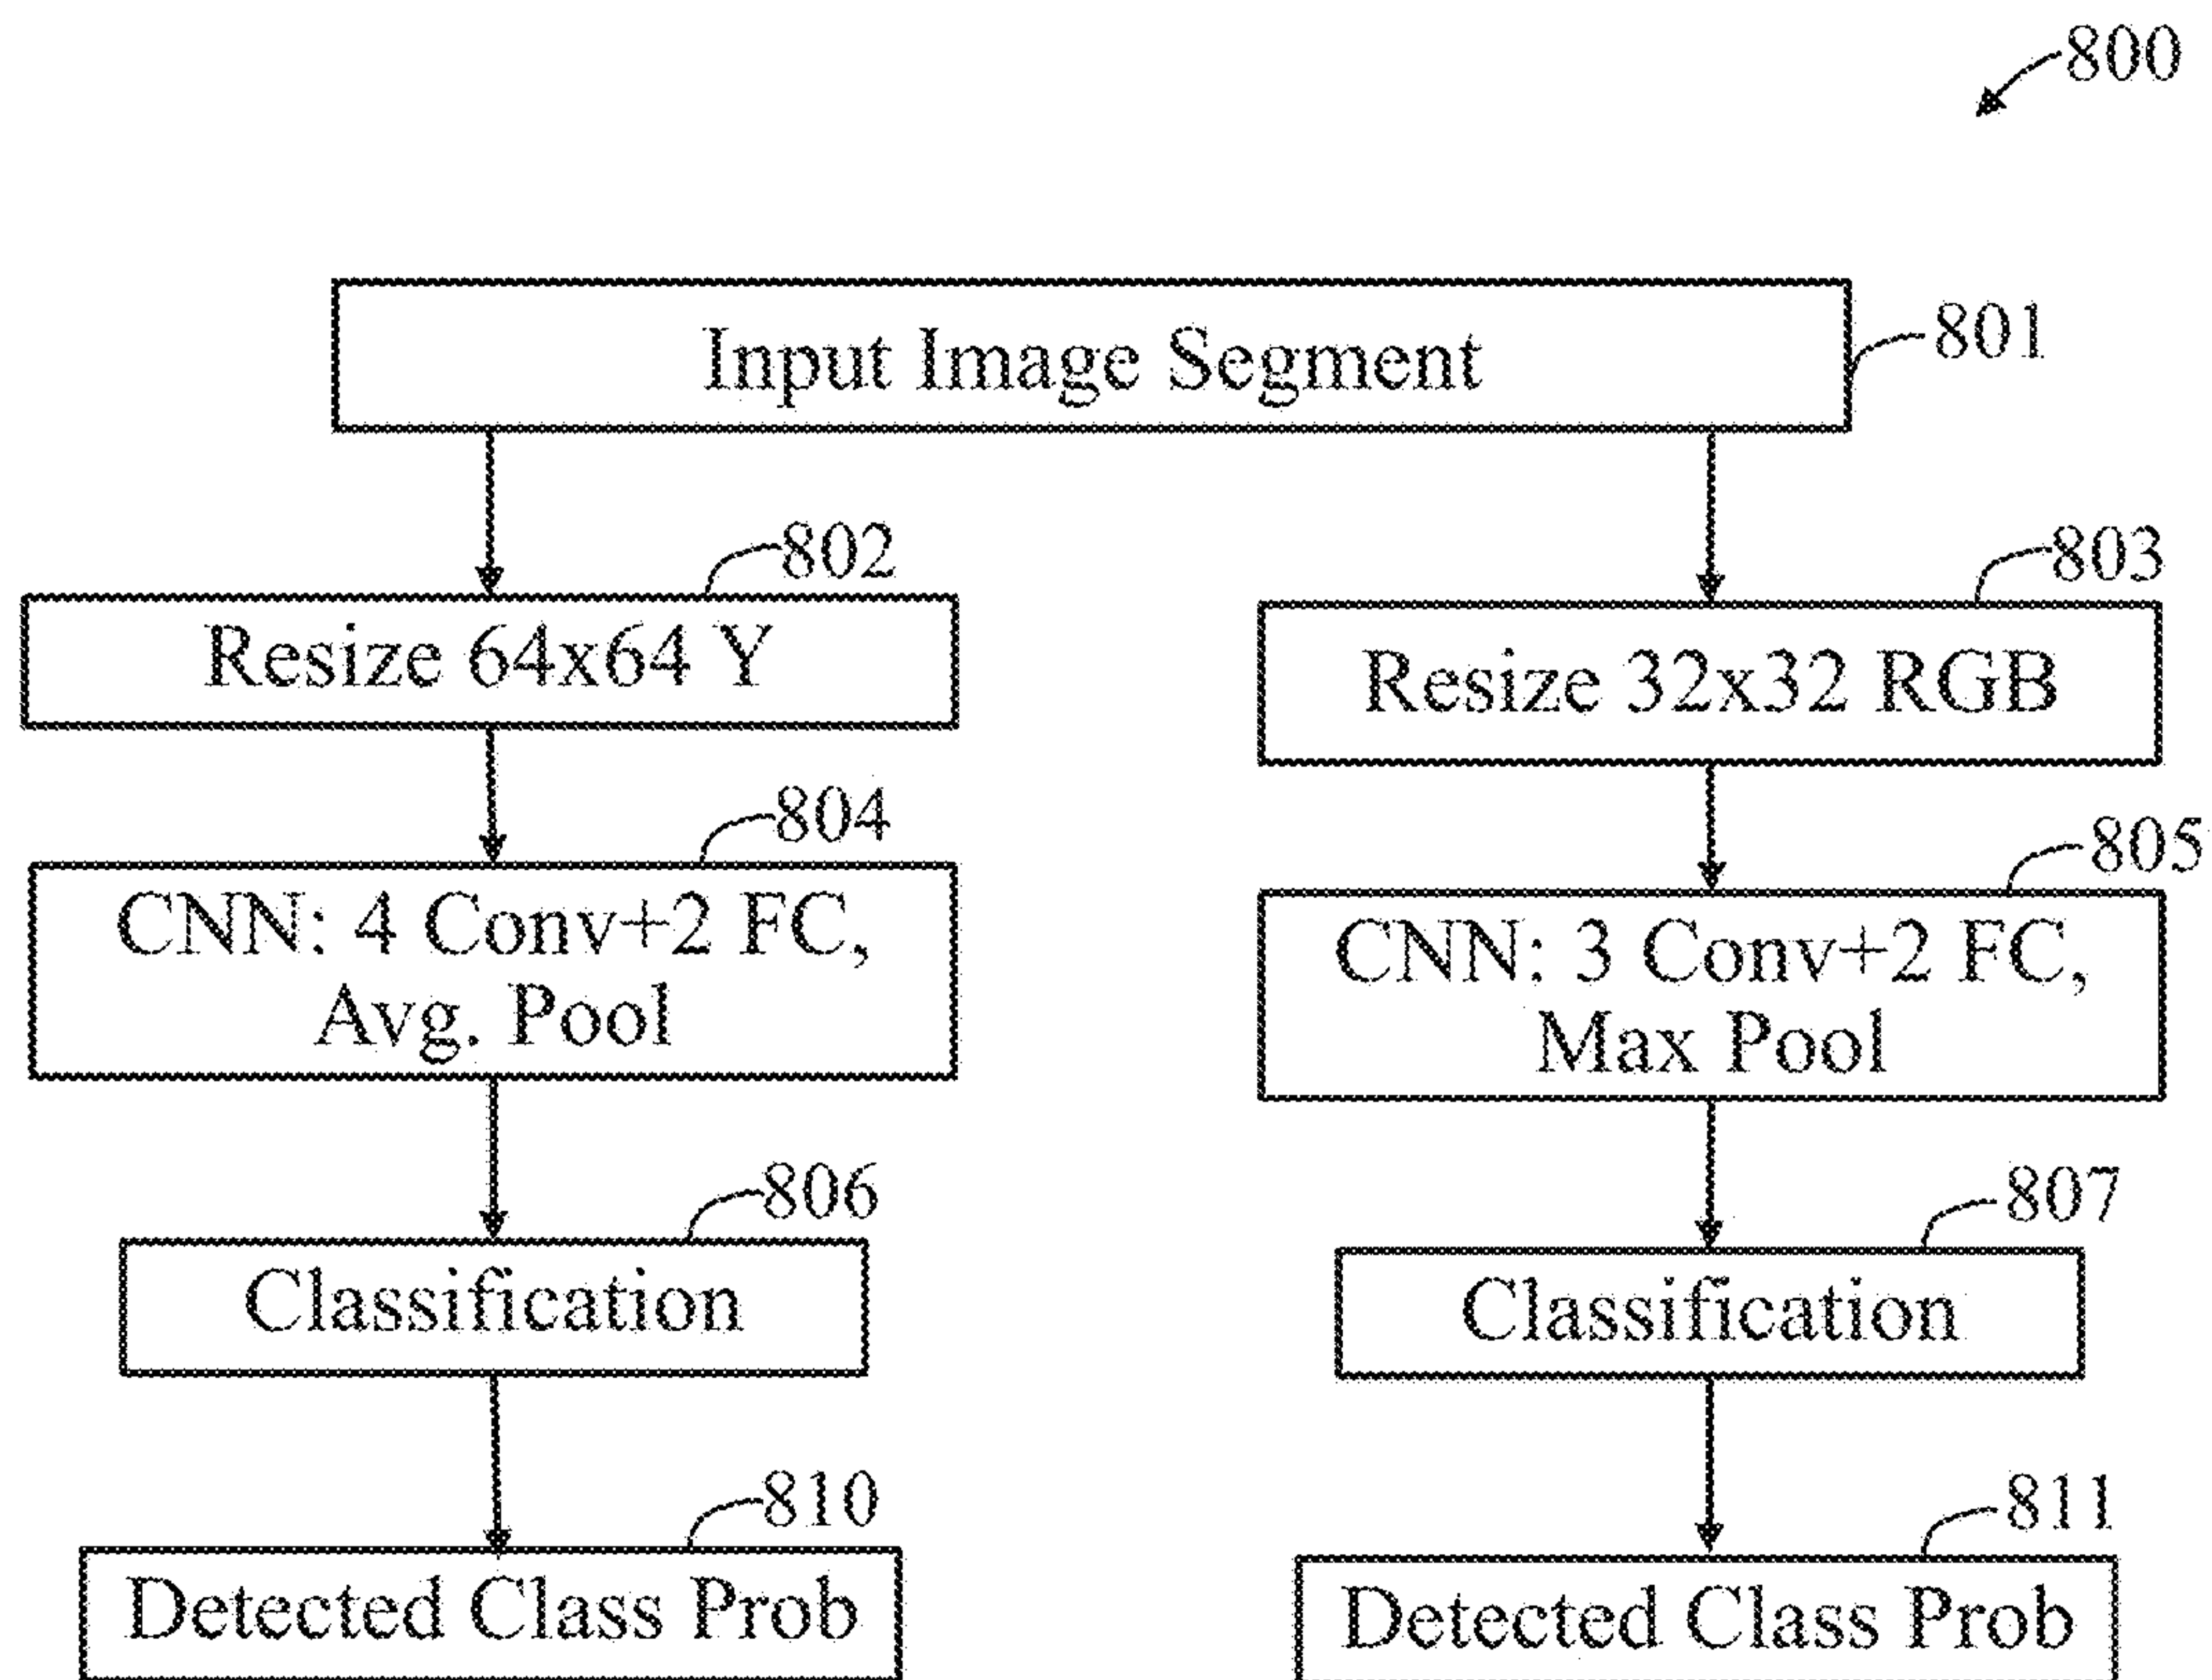 800
Input Image Segment
801
802
803
Resize 64x64 Y
Resize 32x32 RGB
804
805
CNN: 4 Conv+2 FC,
Avg. Pool
CNN: 3 Conv+2 FC,
Max Pool
806
807
Classification
Classification
810
811
Detected Class Prob
Detected Class Prob